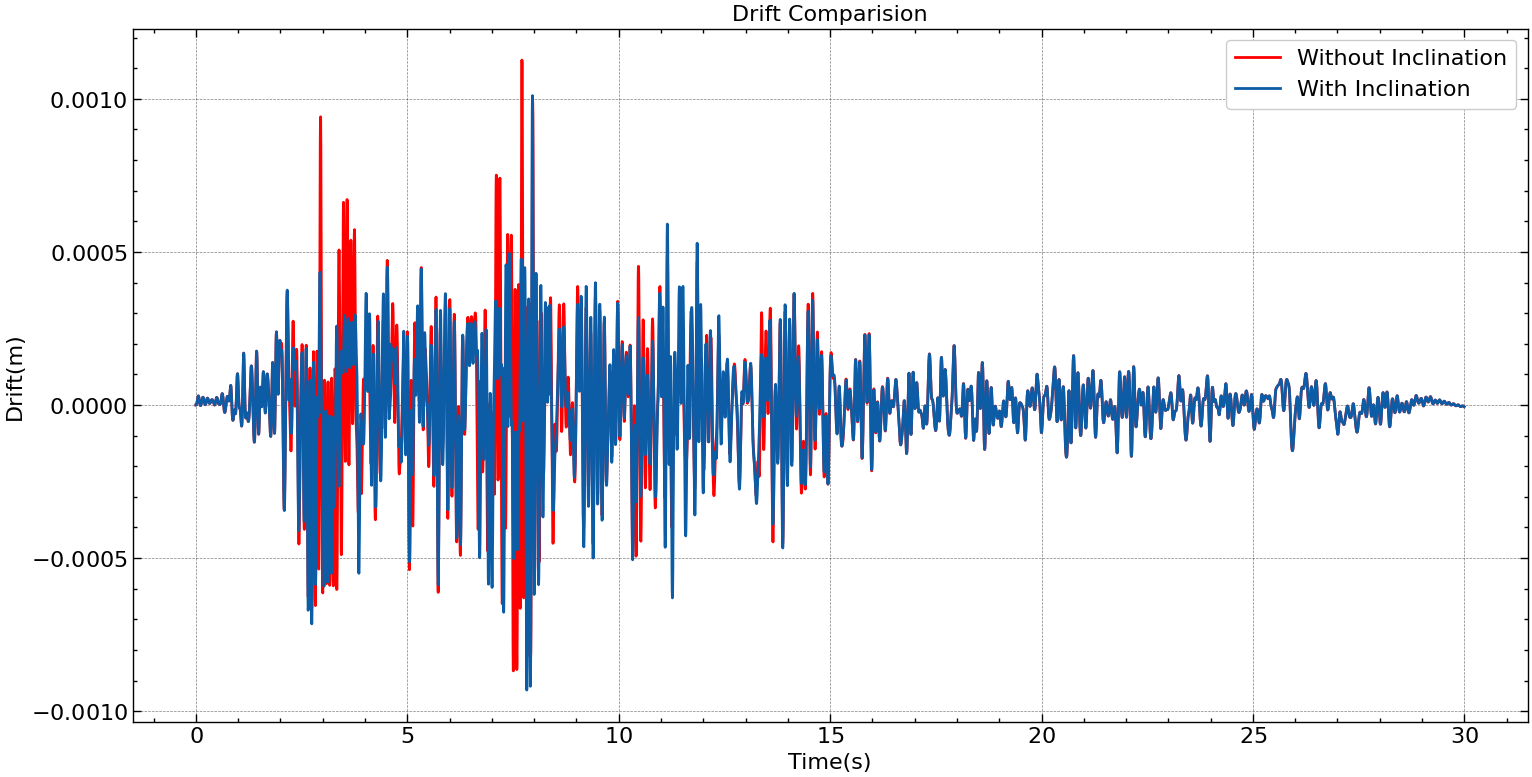 Drift Comparision
Without Inclination
With Inclination
0.0010
0.0005
0.0000
−0.0005
−0.0010
Drift(m)
0 5 10 15 20 25 30
Time(s)